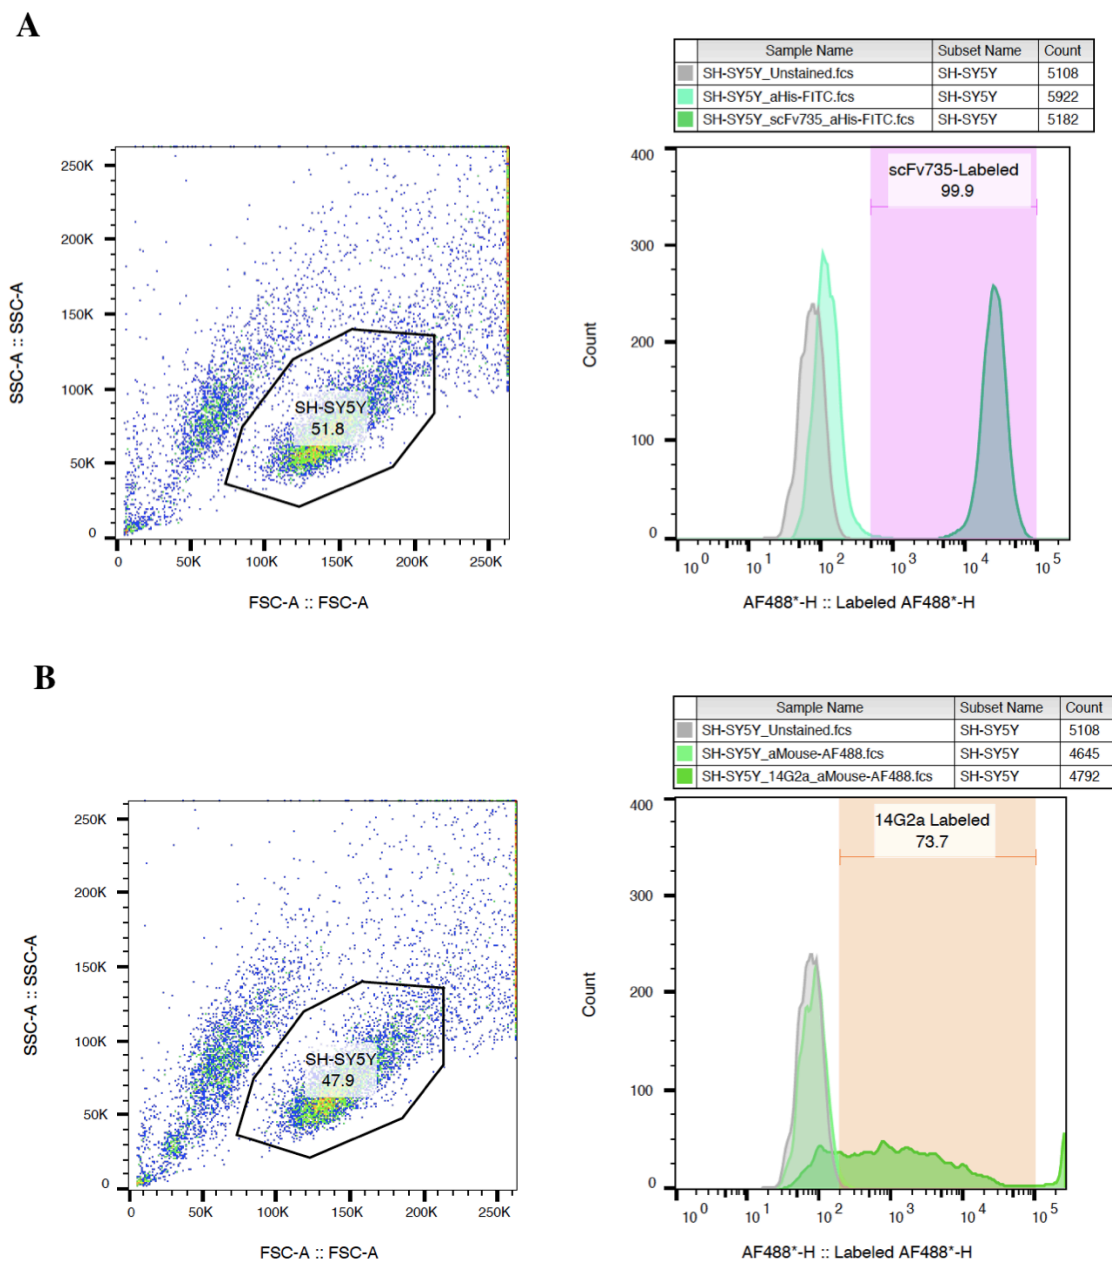 A
Sample Name Subset Name Count
SH-SY5Y_Unstained.fcs SH-SY5Y 5108
SH-SY5Y_aHis-FITC.fcs SH-SY5Y 5922
SH-SY5Y_scFv735_aHis-FITC.fcs SH-SY5Y 5182
250K
200K
150K
100K
50K
0
SSC-A :: SSC-A
SH-SY5Y
51.8
0 50K 100K 150K 200K 250K
FSC-A :: FSC-A
400
300
200
100
0
Count
scFv735-Labeled
99.9
10 0 10 1 10 2 10 3 10 4 10 5
AF488*-H :: Labeled AF488*-H
B
Sample Name Subset Name Count
SH-SY5Y_Unstained.fcs SH-SY5Y 5108
SH-SY5Y_aMouse-AF488.fcs SH-SY5Y 4645
SH-SY5Y_14G2a_aMouse-AF488.fcs SH-SY5Y 4792
250K
200K
150K
100K
50K
0
SSC-A :: SSC-A
SH-SY5Y
47.9
0 50K 100K 150K 200K 250K
FSC-A :: FSC-A
400
300
200
100
0
Count
14G2a Labeled
73.7
10 0 10 1 10 2 10 3 10 4 10 5
AF488*-H :: Labeled AF488*-H